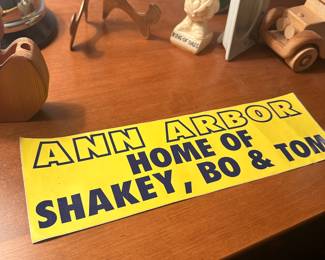 ANN ARBOR
HOME OF
SHAKEY, BO & TOM